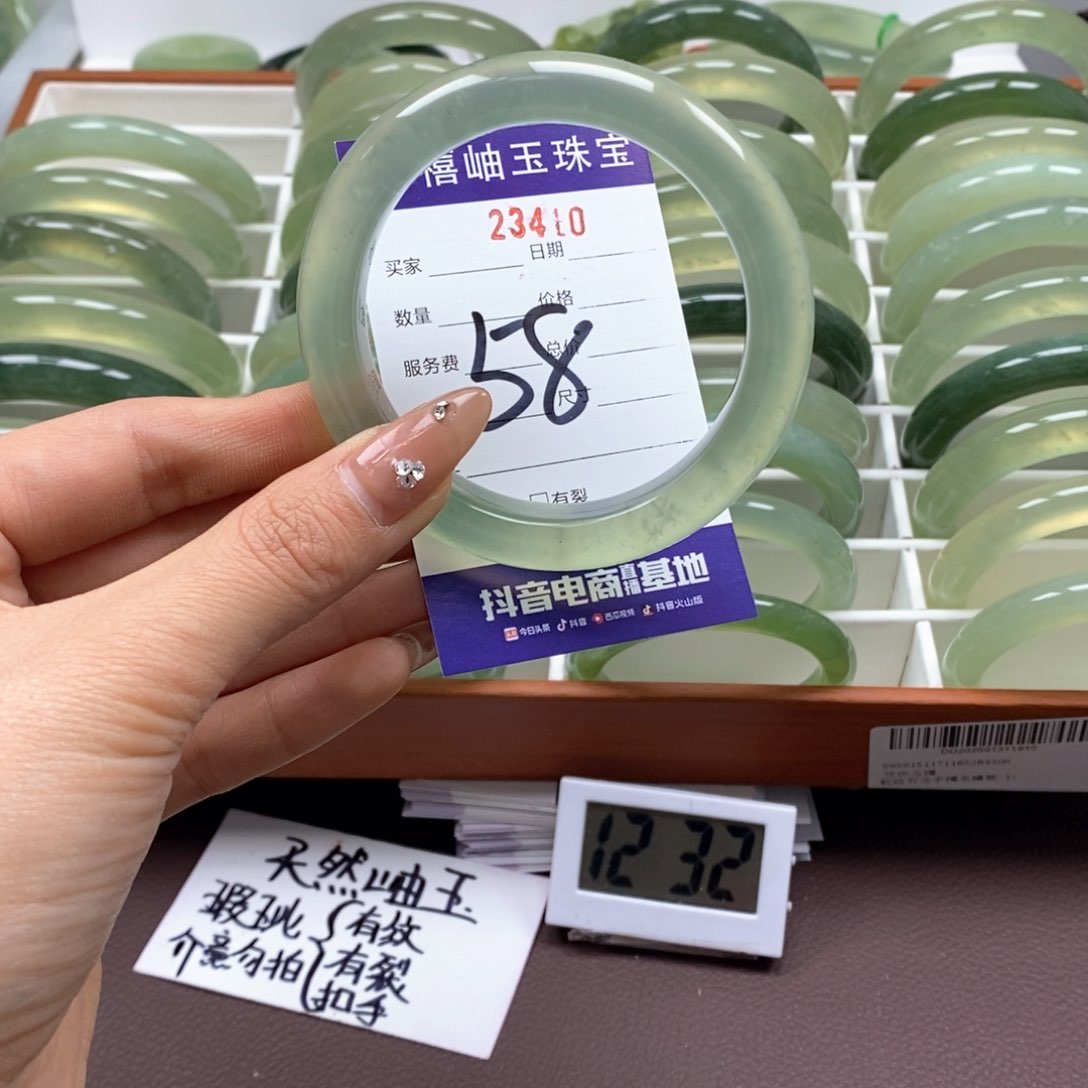 禧岫玉珠宝
23410
买家 日期
数量 价格
58
服务费 总价
尺寸
□有裂
抖音电商直播基地
今日头条 抖音 西瓜视频 抖音火山版
DD202501311910
12 32
天然岫玉
瑕玼 有纹
介意勿拍 有裂
扣手